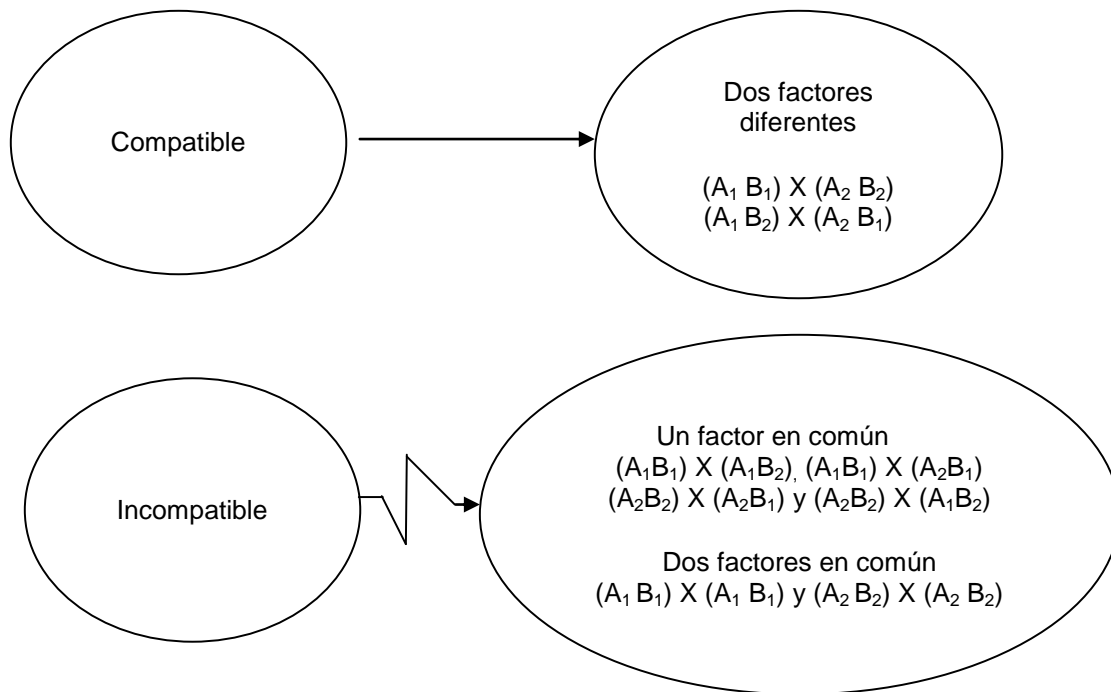 Compatible
Dos factores
diferentes
(A₁ B₁) X (A₂ B₂)
(A₁ B₂) X (A₂ B₁)
Incompatible
Un factor en común
(A₁B₁) X (A₁B₂), (A₁B₁) X (A₂B₁)
(A₂B₂) X (A₂B₁) y (A₂B₂) X (A₁B₂)
Dos factores en común
(A₁ B₁) X (A₁ B₁) y (A₂ B₂) X (A₂ B₂)